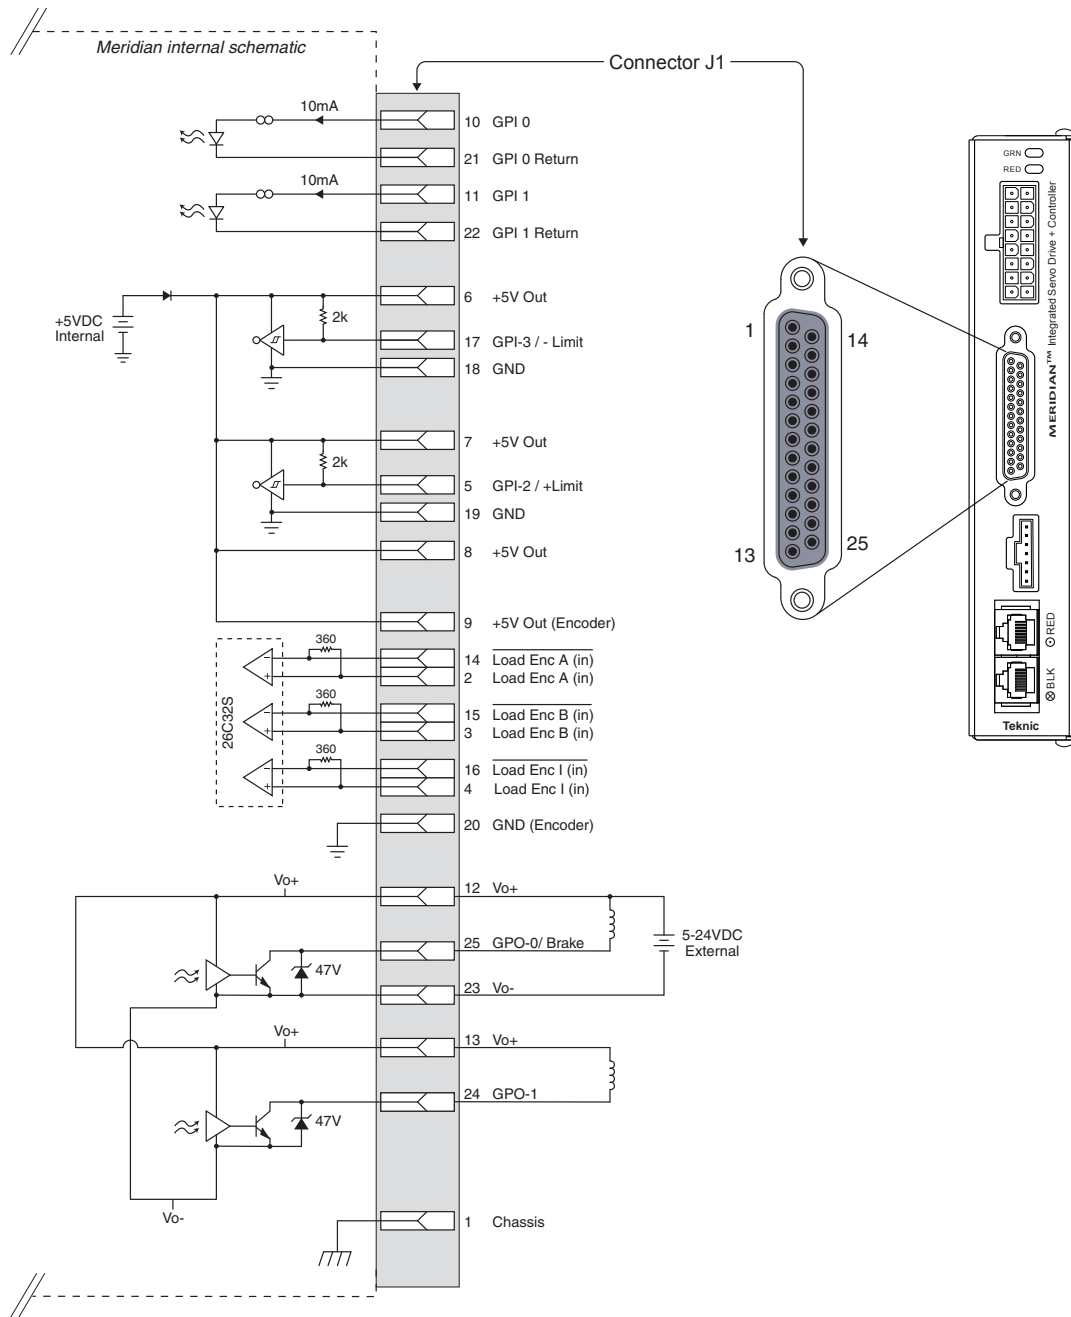 Meridian internal schematic
Connector J1
10mA
10 GPI 0
21 GPI 0 Return
10mA
11 GPI 1
22 GPI 1 Return
+5VDC
Internal
6 +5V Out
2k
17 GPI-3 / - Limit
18 GND
7 +5V Out
2k
5 GPI-2 / +Limit
19 GND
8 +5V Out
9 +5V Out (Encoder)
26C32S
360
14 Load Enc A (in)
2 Load Enc A (in)
360
15 Load Enc B (in)
3 Load Enc B (in)
360
16 Load Enc I (in)
4 Load Enc I (in)
20 GND (Encoder)
Vo+
12 Vo+
25 GPO-0/ Brake
47V
23 Vo-
5-24VDC
External
Vo+
13 Vo+
24 GPO-1
47V
Vo-
1 Chassis
1
14
13
25
GRN
RED
MERIDIAN™ Integrated Servo Drive + Controller
RED
BLK
Teknic